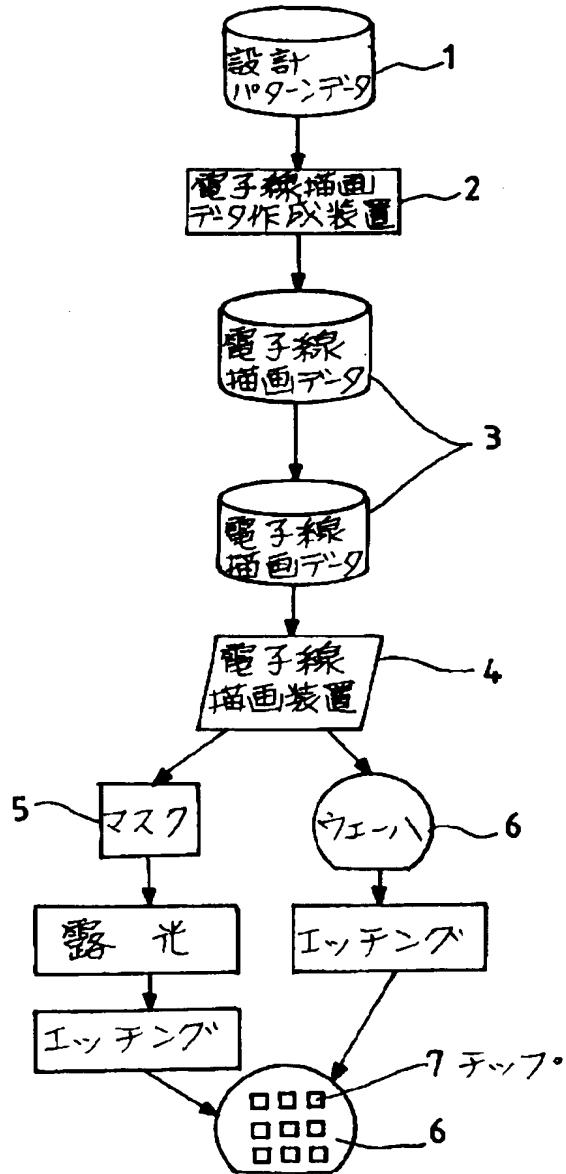 設計
パターンデータ
1
電子線描画
データ作成装置
2
電子線
描画データ
3
電子線
描画データ
電子線
描画装置
4
5
マスク
ウェーハ
6
露光
エッチング
エッチング
7 チップ
6